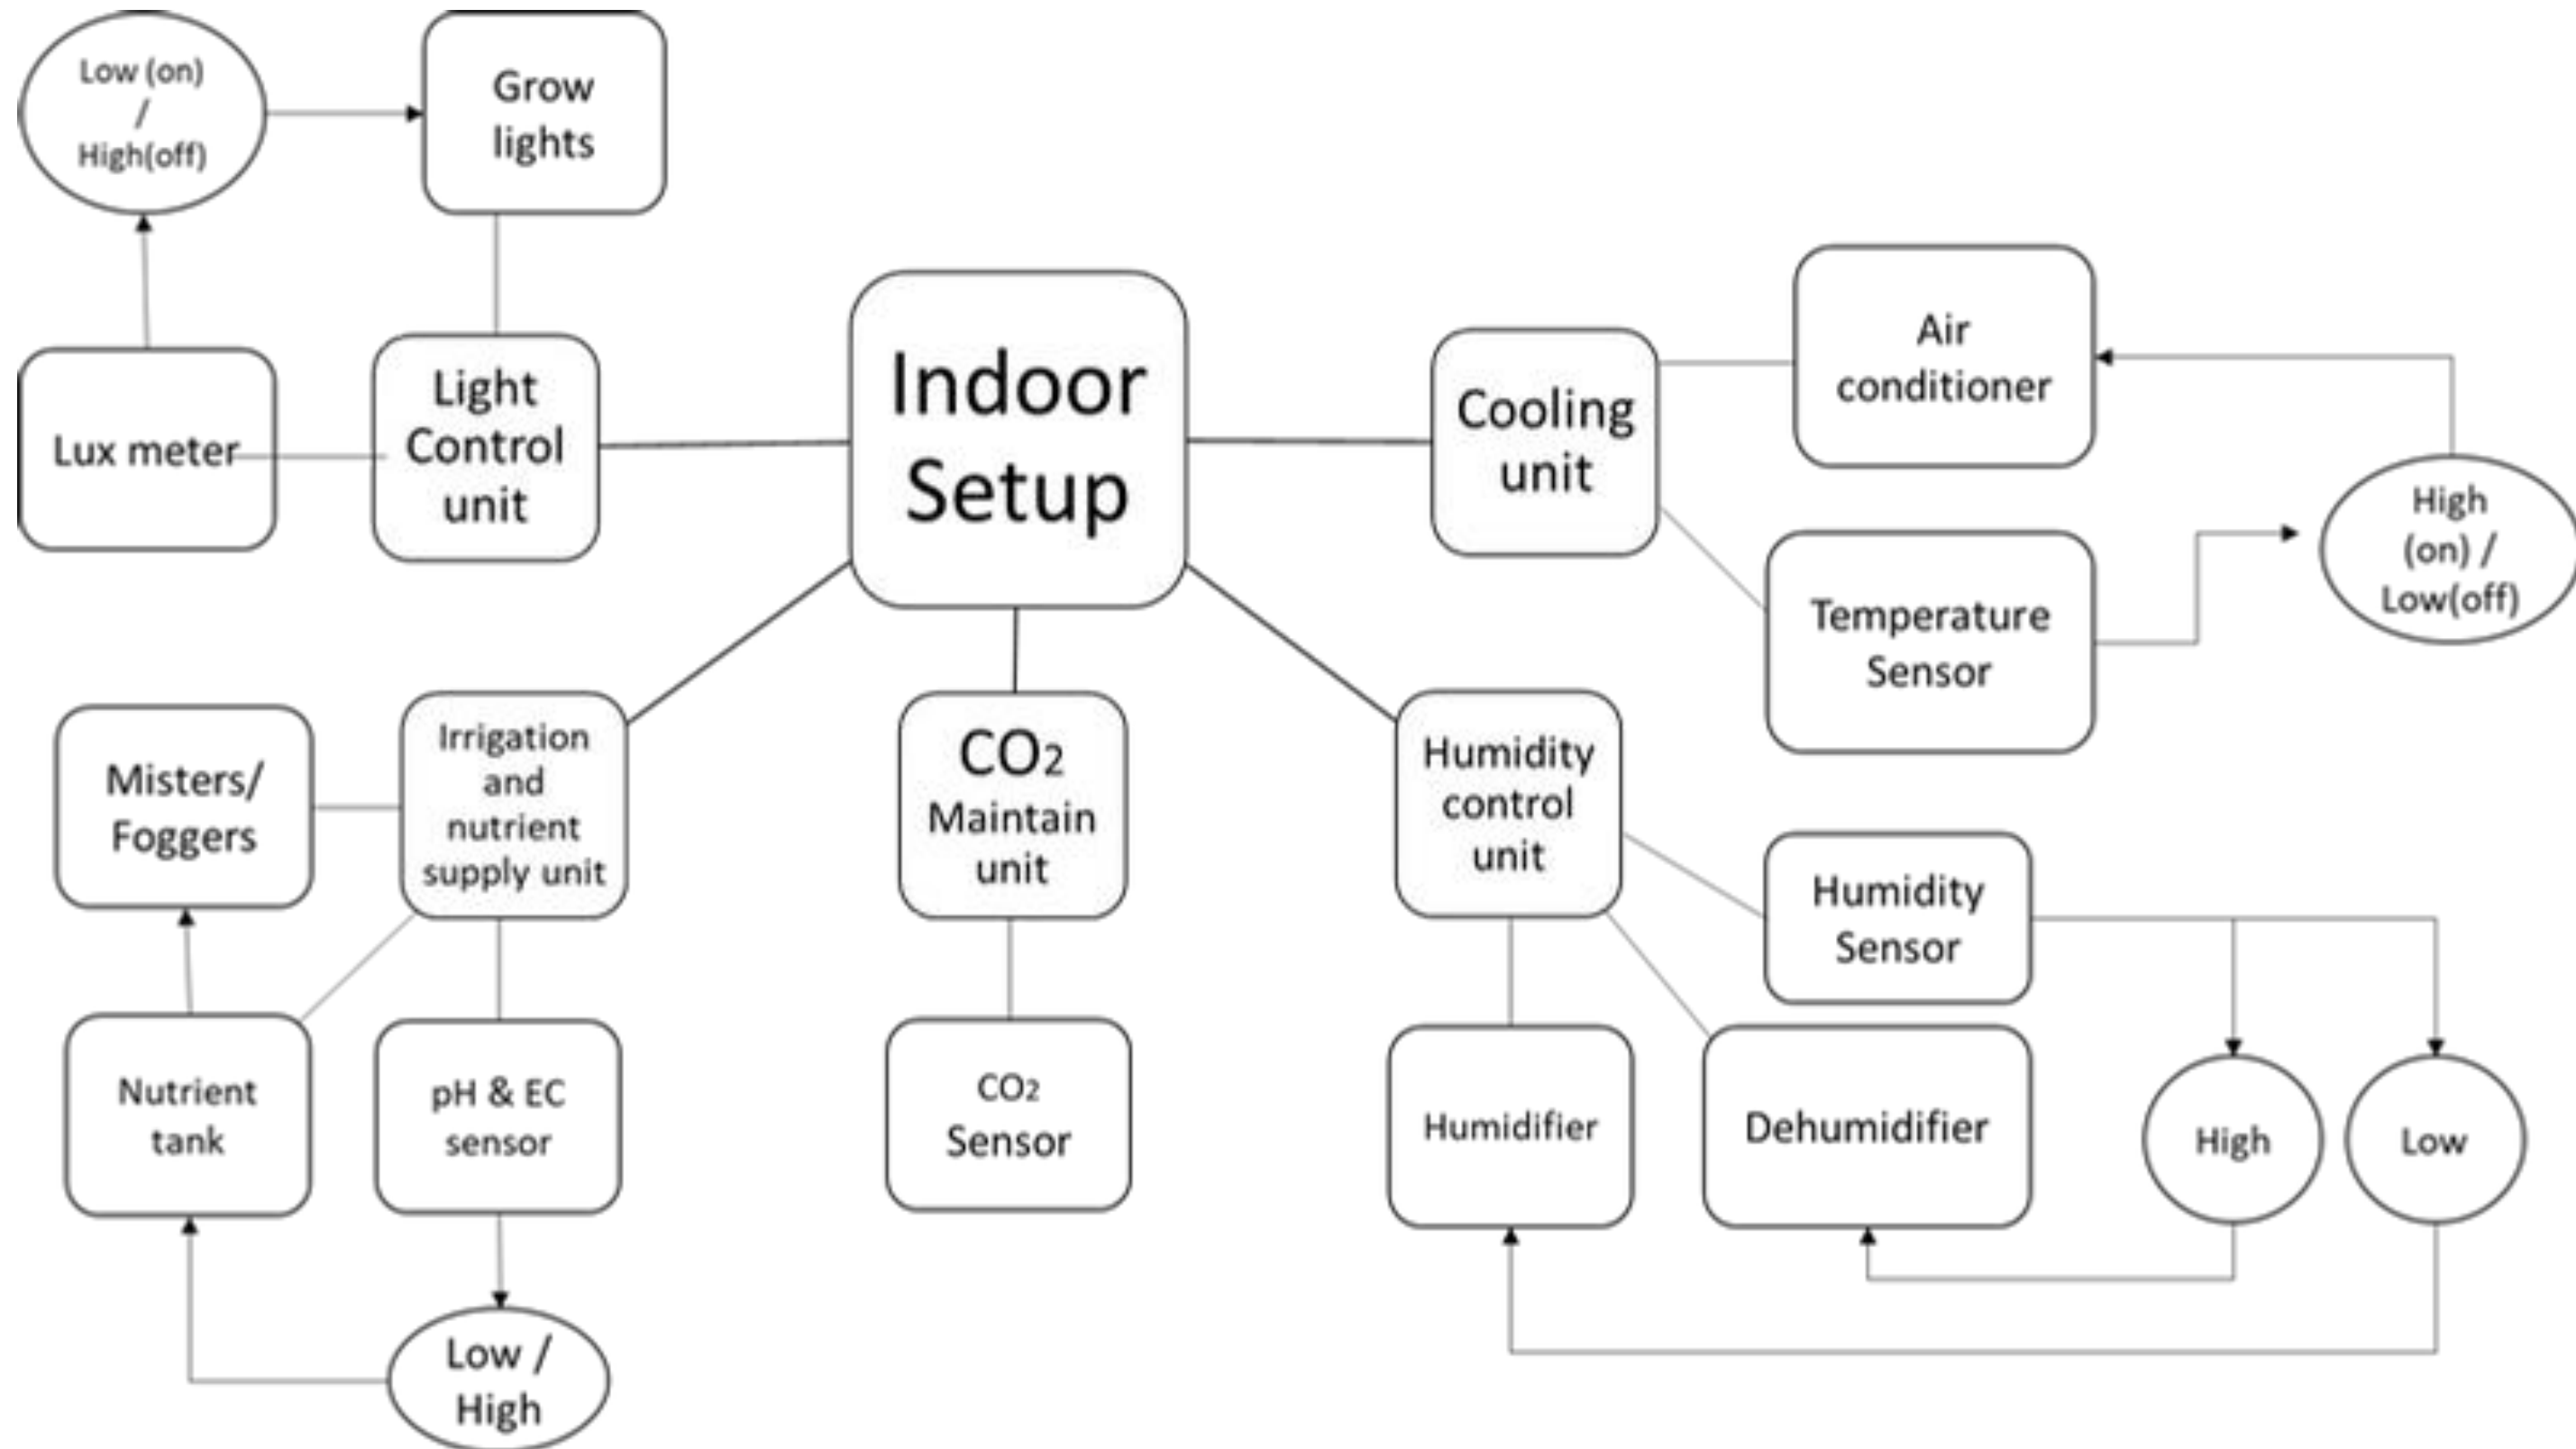 Low (on)
/
High(off)
Grow
lights
Lux meter
Light
Control
unit
Indoor
Setup
Cooling
unit
Air
conditioner
Temperature
Sensor
High
(on) /
Low(off)
Misters/
Foggers
Irrigation
and
nutrient
supply unit
Nutrient
tank
pH & EC
sensor
Low /
High
CO2
Maintain
unit
CO2
Sensor
Humidity
control
unit
Humidity
Sensor
Humidifier
Dehumidifier
High
Low